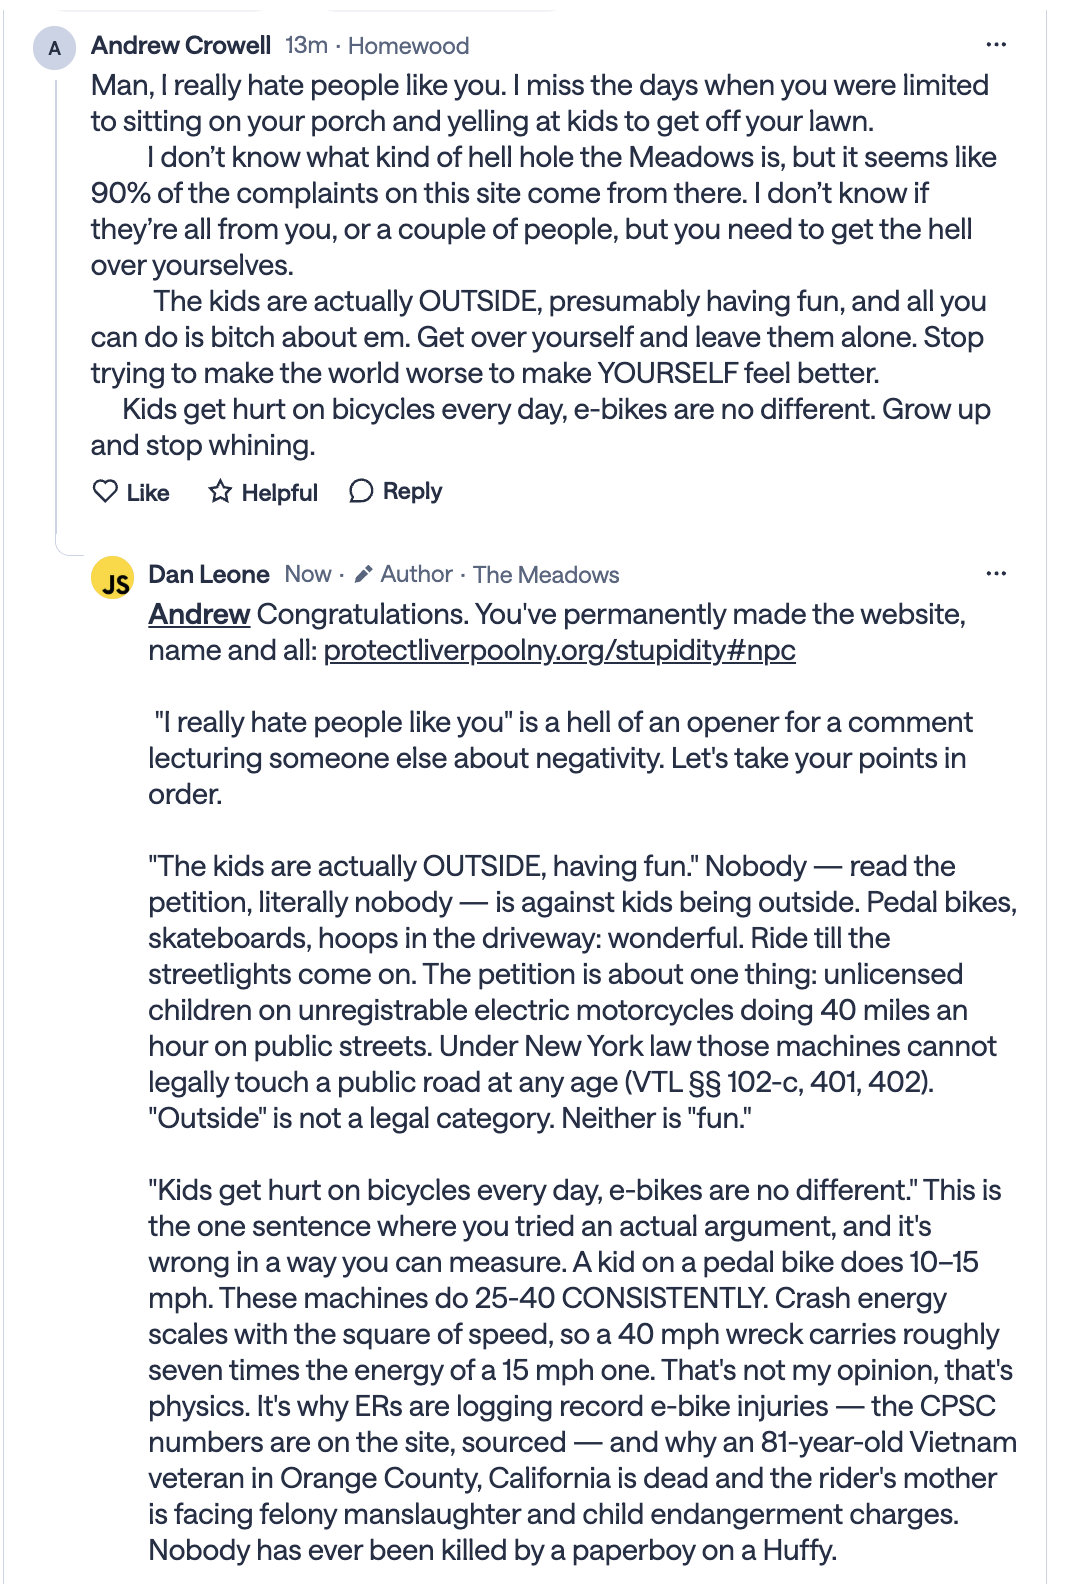 A
Andrew Crowell 13m · Homewood
Man, I really hate people like you. I miss the days when you were limited
to sitting on your porch and yelling at kids to get off your lawn.
I don’t know what kind of hell hole the Meadows is, but it seems like
90% of the complaints on this site come from there. I don’t know if
they’re all from you, or a couple of people, but you need to get the hell
over yourselves.
The kids are actually OUTSIDE, presumably having fun, and all you
can do is bitch about em. Get over yourself and leave them alone. Stop
trying to make the world worse to make YOURSELF feel better.
Kids get hurt on bicycles every day, e-bikes are no different. Grow up
and stop whining.
Like Helpful Reply
JS
Dan Leone Now · Author · The Meadows
Andrew Congratulations. You've permanently made the website,
name and all: protectliverpoolny.org/stupidity#npc
"I really hate people like you" is a hell of an opener for a comment
lecturing someone else about negativity. Let's take your points in
order.
"The kids are actually OUTSIDE, having fun." Nobody — read the
petition, literally nobody — is against kids being outside. Pedal bikes,
skateboards, hoops in the driveway: wonderful. Ride till the
streetlights come on. The petition is about one thing: unlicensed
children on unregistrable electric motorcycles doing 40 miles an
hour on public streets. Under New York law those machines cannot
legally touch a public road at any age (VTL §§ 102-c, 401, 402).
"Outside" is not a legal category. Neither is "fun."
"Kids get hurt on bicycles every day, e-bikes are no different." This is
the one sentence where you tried an actual argument, and it's
wrong in a way you can measure. A kid on a pedal bike does 10–15
mph. These machines do 25-40 CONSISTENTLY. Crash energy
scales with the square of speed, so a 40 mph wreck carries roughly
seven times the energy of a 15 mph one. That's not my opinion, that's
physics. It's why ERs are logging record e-bike injuries — the CPSC
numbers are on the site, sourced — and why an 81-year-old Vietnam
veteran in Orange County, California is dead and the rider's mother
is facing felony manslaughter and child endangerment charges.
Nobody has ever been killed by a paperboy on a Huffy.